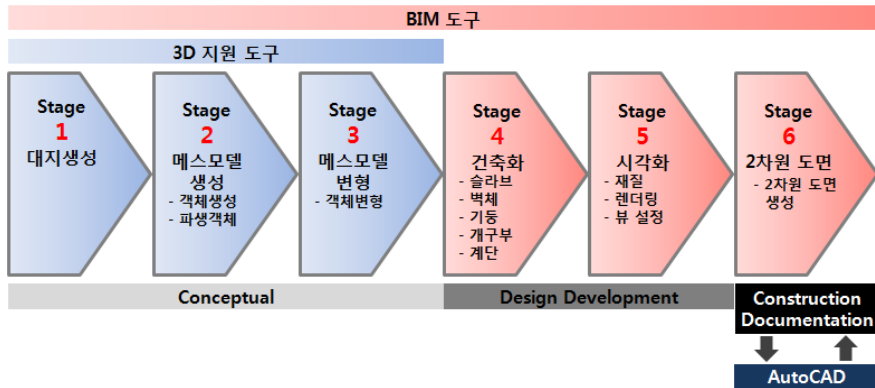 BIM 도구
3D 지원 도구
Stage
1
대지생성
Stage
2
메스모델
생성
- 객체생성
- 파생객체
Stage
3
메스모델
변형
- 객체변형
Stage
4
건축화
- 슬라브
- 벽체
- 기둥
- 개구부
- 계단
Stage
5
시각화
- 재질
- 렌더링
- 뷰 설정
Stage
6
2차원 도면
- 2차원 도면
생성
Conceptual
Design Development
Construction
Documentation
AutoCAD